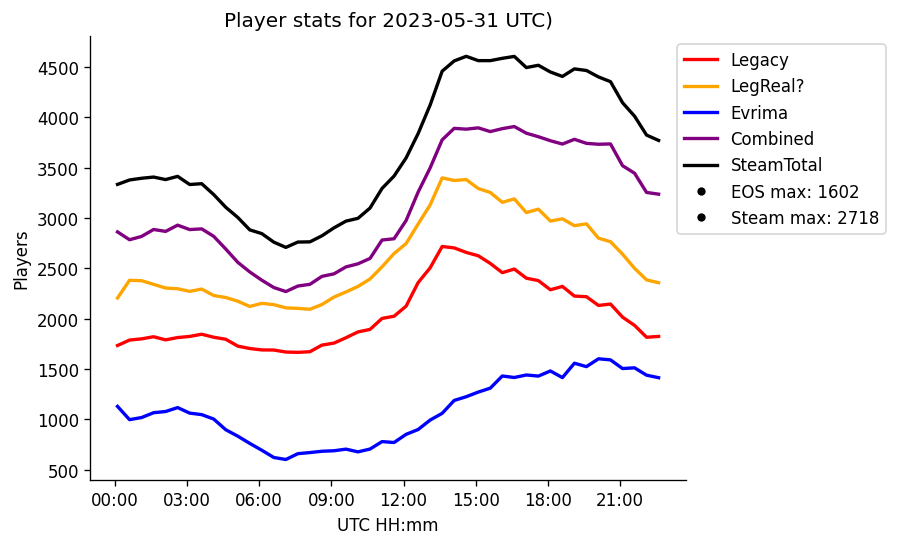 Player stats for 2023-05-31 UTC)
4500
4000
3500
3000
2500
2000
1500
1000
500
Players
00:00 03:00 06:00 09:00 12:00 15:00 18:00 21:00
UTC HH:mm
Legacy
LegReal?
Evrima
Combined
SteamTotal
EOS max: 1602
Steam max: 2718